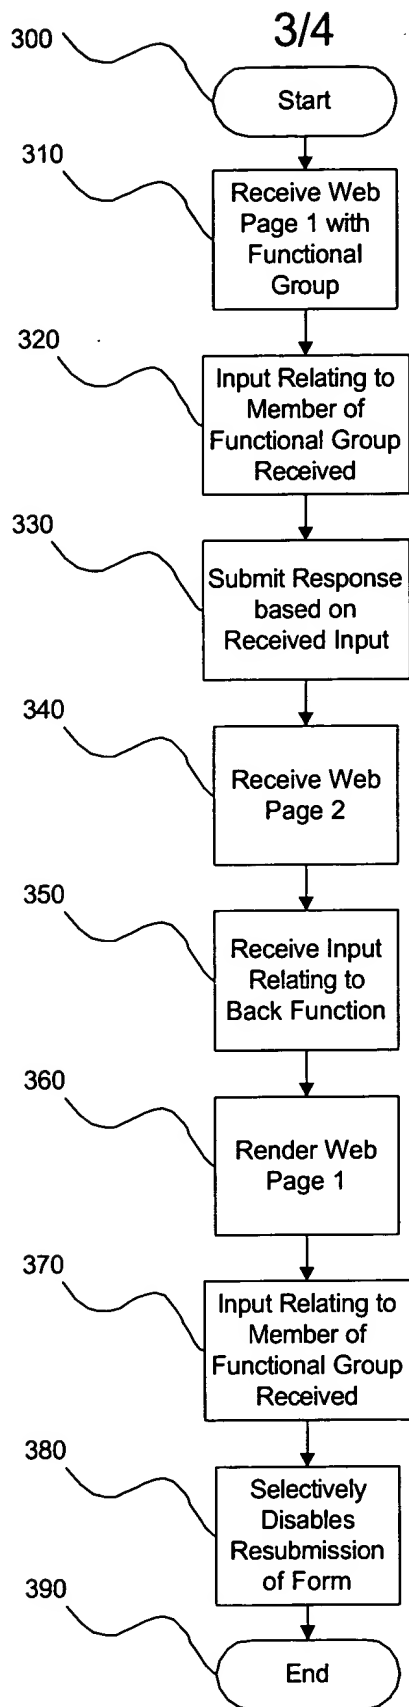 3/4
300
Start
310
Receive Web
Page 1 with
Functional
Group
320
Input Relating to
Member of
Functional Group
Received
330
Submit Response
based on
Received Input
340
Receive Web
Page 2
350
Receive Input
Relating to
Back Function
360
Render Web
Page 1
370
Input Relating to
Member of
Functional Group
Received
380
Selectively
Disables
Resubmission
of Form
390
End